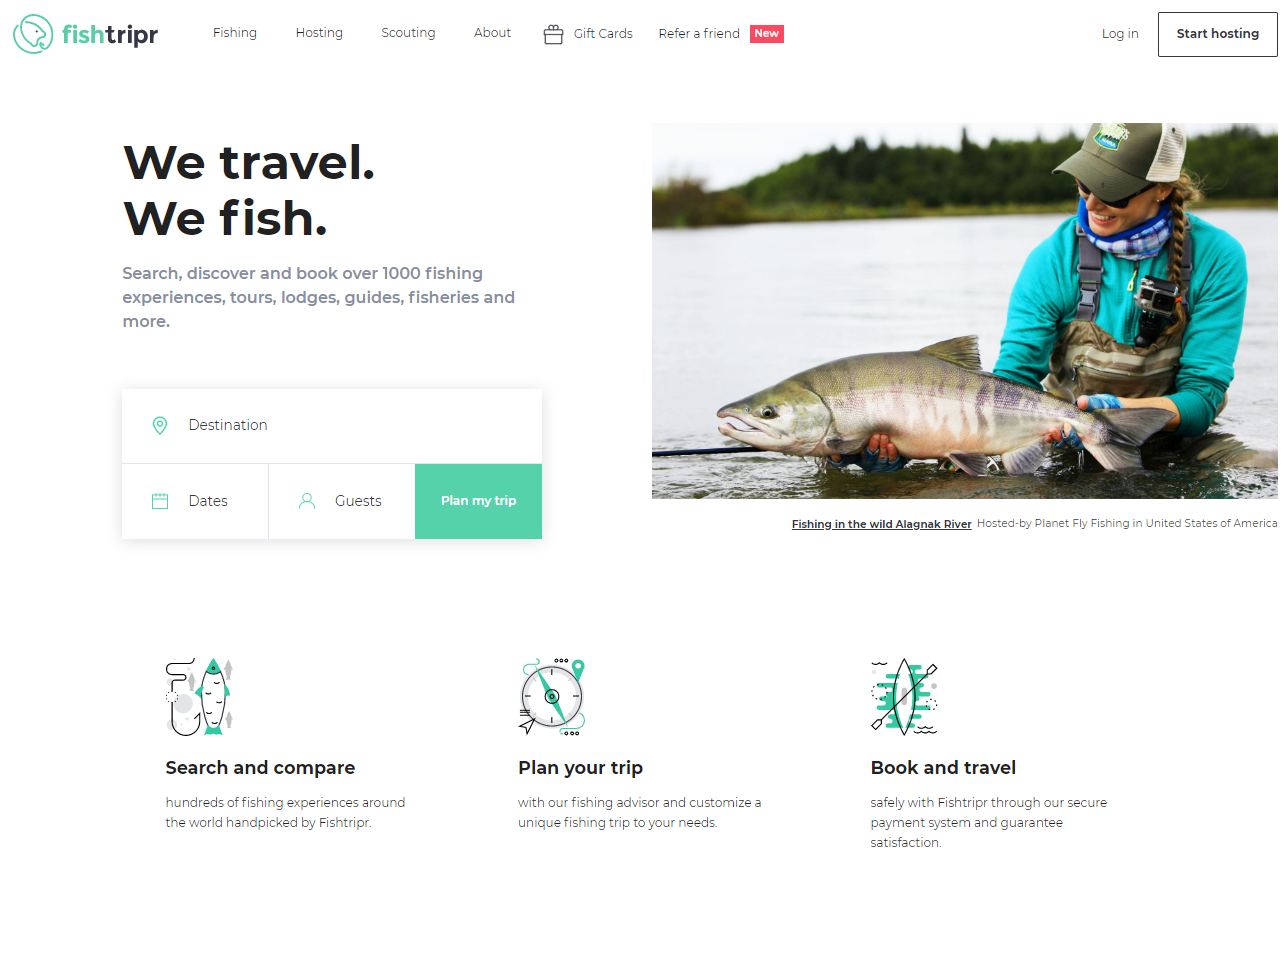 fishtripr
Fishing Hosting Scouting About Gift Cards Refer a friend New Log in Start hosting
We travel.
We fish.
Search, discover and book over 1000 fishing
experiences, tours, lodges, guides, fisheries and
more.
Destination
Dates Guests Plan my trip
Fishing in the wild Alagnak River Hosted-by Planet Fly Fishing in United States of America
Search and compare
hundreds of fishing experiences around
the world handpicked by Fishtripr.
Plan your trip
with our fishing advisor and customize a
unique fishing trip to your needs.
Book and travel
safely with Fishtripr through our secure
payment system and guarantee
satisfaction.